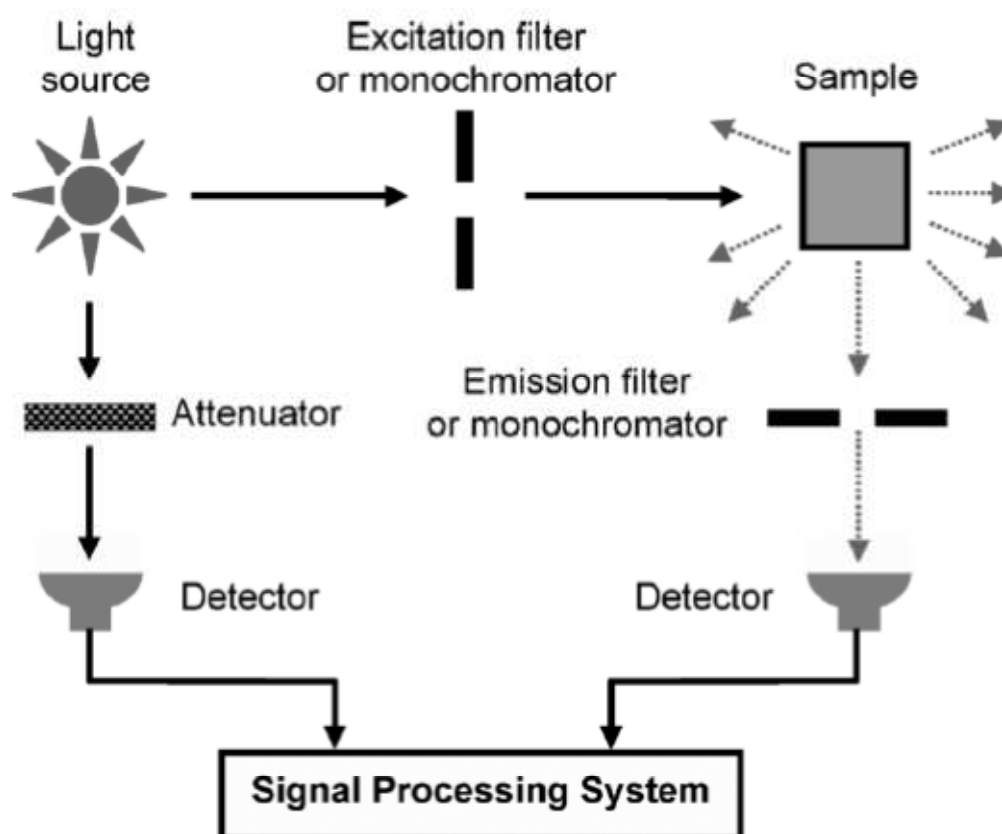 Light
source
Excitation filter
or monochromator
Sample
Attenuator
Emission filter
or monochromator
Detector
Detector
Signal Processing System